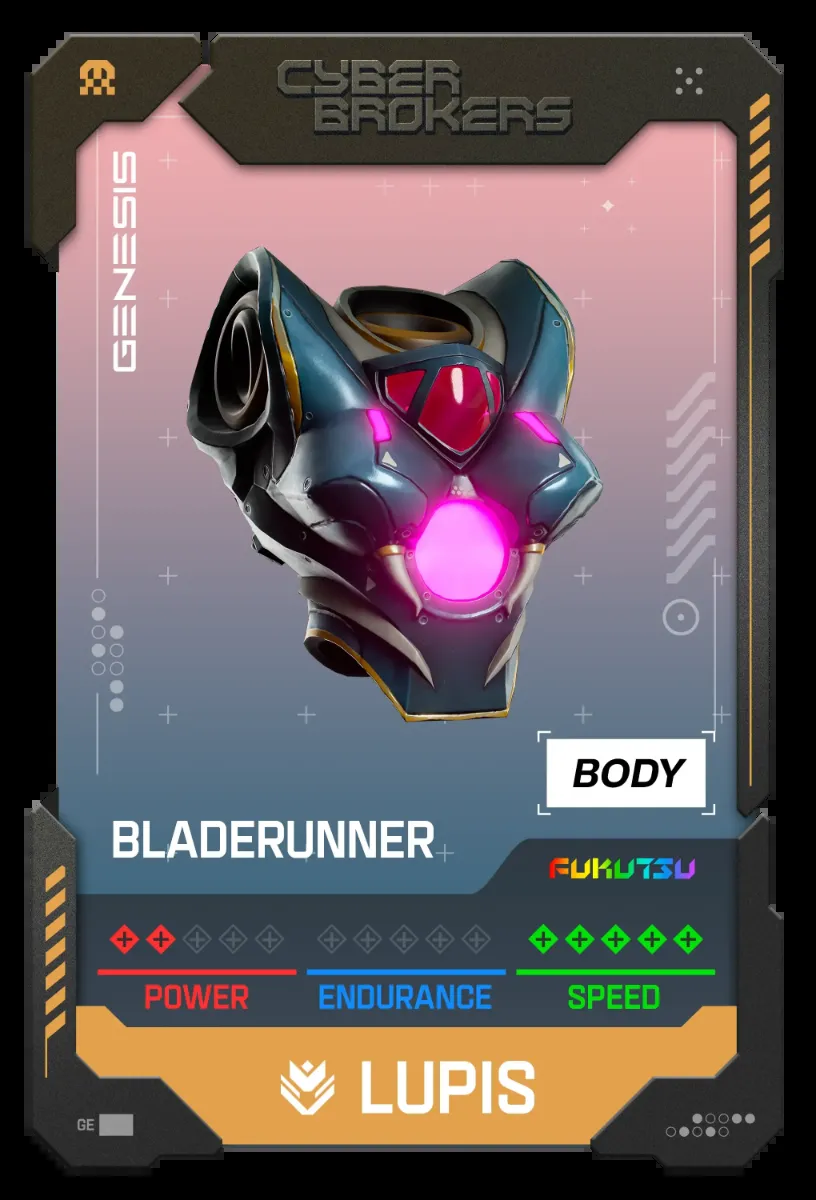 CYBER
BROKERS
GENESIS
BODY
BLADERUNNER
FUKUTSU
POWER
ENDURANCE
SPEED
LUPIS
GE